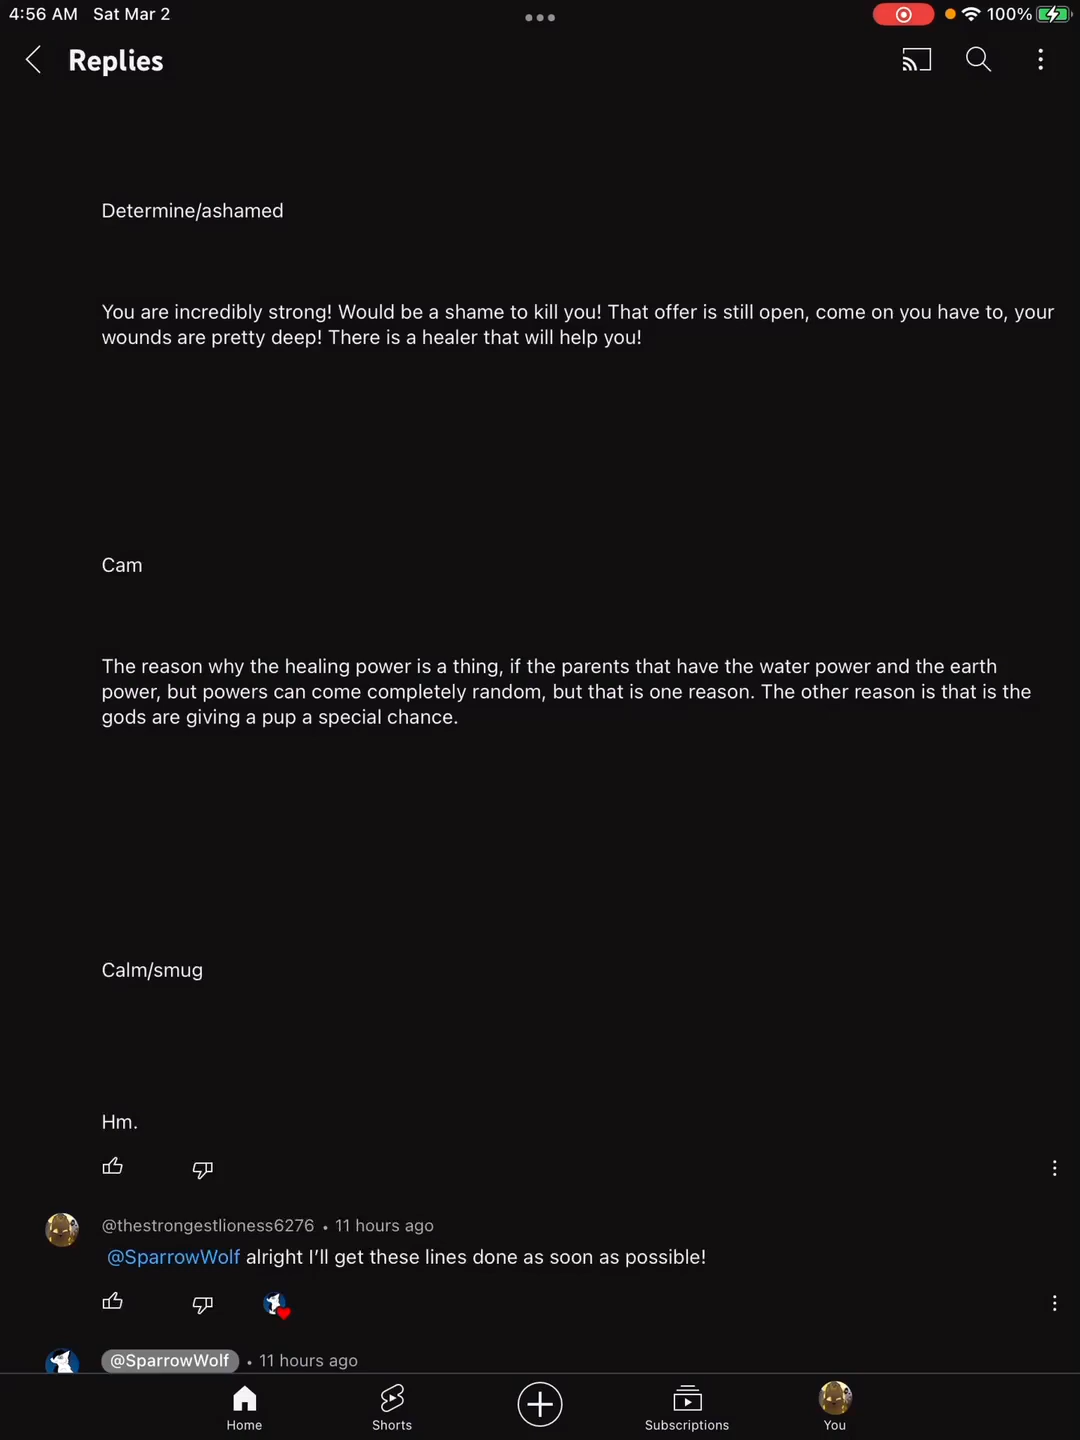 4:56 AM Sat Mar 2
100%
Replies
Determine/ashamed
You are incredibly strong! Would be a shame to kill you! That offer is still open, come on you have to, your
wounds are pretty deep! There is a healer that will help you!
Cam
The reason why the healing power is a thing, if the parents that have the water power and the earth
power, but powers can come completely random, but that is one reason. The other reason is that is the
gods are giving a pup a special chance.
Calm/smug
Hm.
@thestrongestlioness6276 • 11 hours ago
@SparrowWolf alright I’ll get these lines done as soon as possible!
@SparrowWolf • 11 hours ago
Home
Shorts
Subscriptions
You